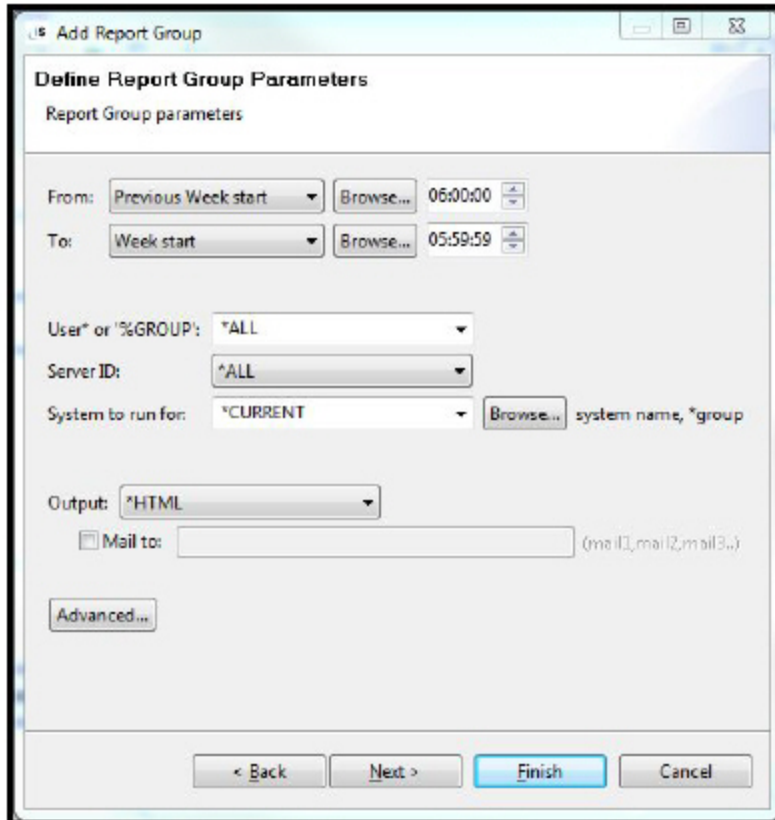 Add Report Group
Define Report Group Parameters
Report Group parameters
From: Previous Week start Browse... 06:00:00
To: Week start Browse... 05:59:59
User* or '%GROUP': *ALL
Server ID: *ALL
System to run for: *CURRENT Browse... system name, *group
Output: *HTML
Mail to: (mail1,mail2,mail3..)
Advanced...
< Back Next > Finish Cancel